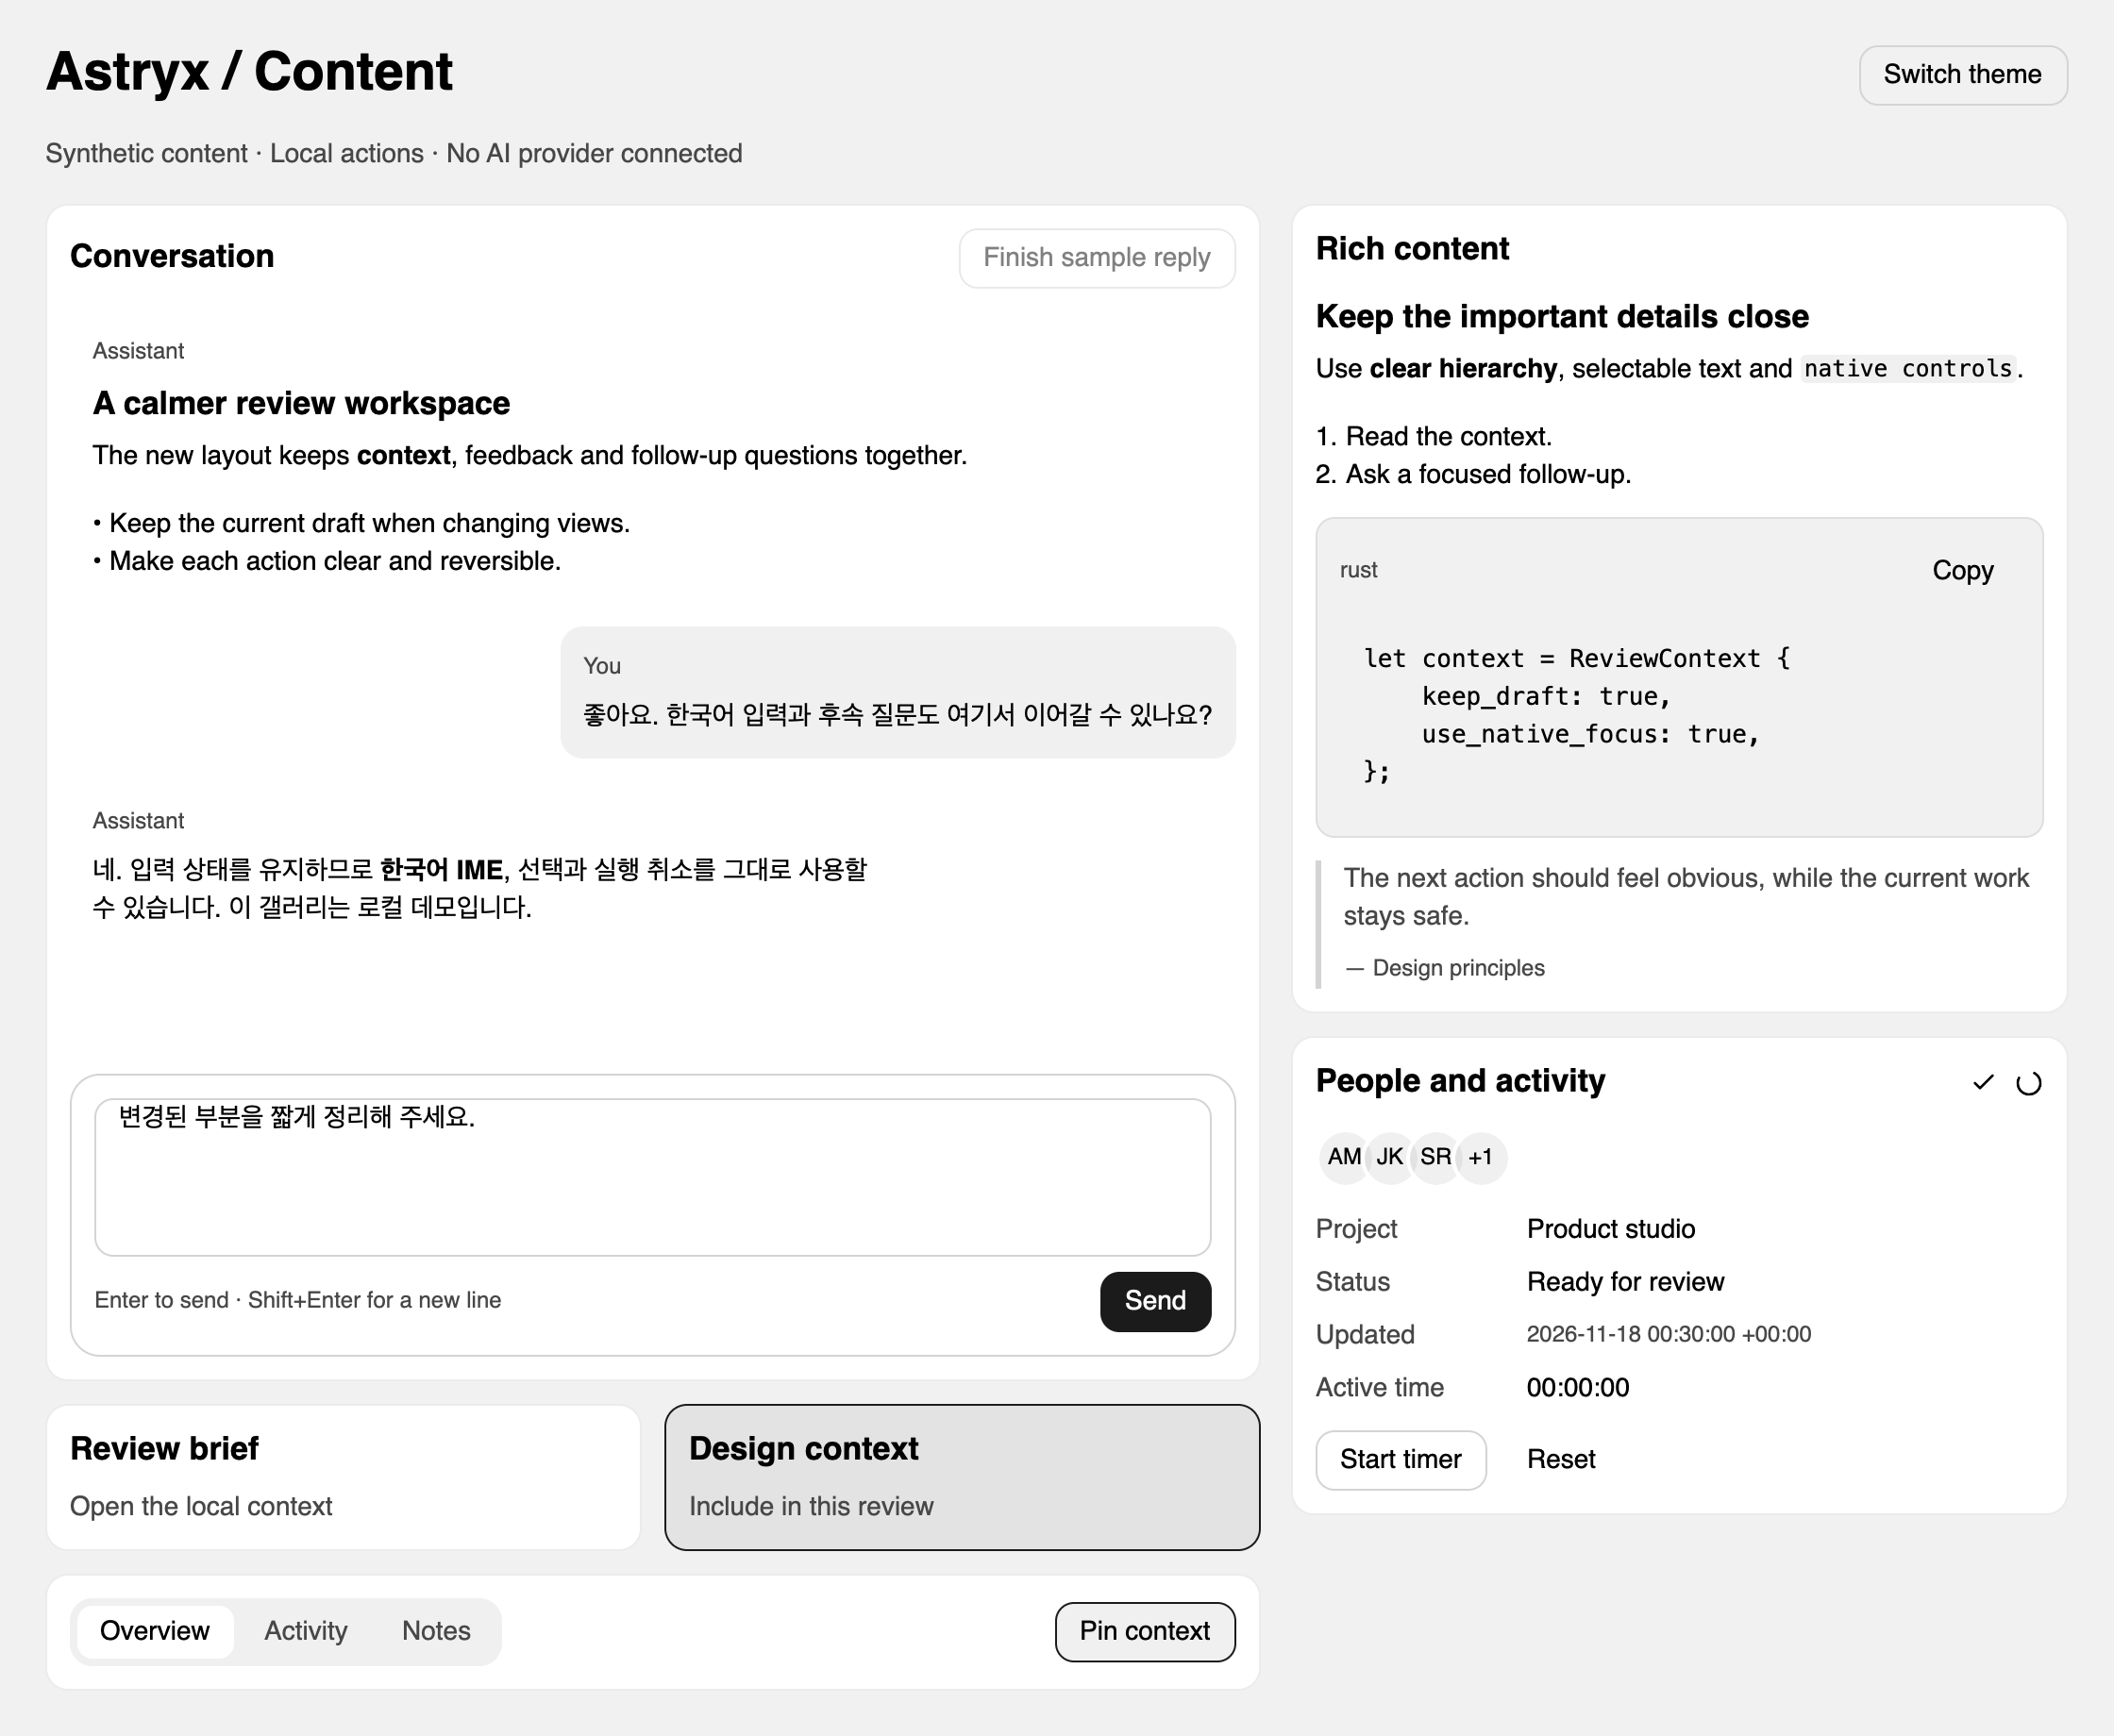 Astryx / Content
Switch theme
Synthetic content · Local actions · No AI provider connected
Conversation
Finish sample reply
Assistant
A calmer review workspace
The new layout keeps context, feedback and follow-up questions together.
• Keep the current draft when changing views.
• Make each action clear and reversible.
You
좋아요. 한국어 입력과 후속 질문도 여기서 이어갈 수 있나요?
Assistant
네. 입력 상태를 유지하므로 한국어 IME, 선택과 실행 취소를 그대로 사용할
수 있습니다. 이 갤러리는 로컬 데모입니다.
변경된 부분을 짧게 정리해 주세요.
Enter to send · Shift+Enter for a new line
Send
Review brief
Open the local context
Design context
Include in this review
Overview
Activity
Notes
Pin context
Rich content
Keep the important details close
Use clear hierarchy, selectable text and native controls.
1. Read the context.
2. Ask a focused follow-up.
rust
Copy
let context = ReviewContext {
    keep_draft: true,
    use_native_focus: true,
};
The next action should feel obvious, while the current work
stays safe.
— Design principles
People and activity
AM JK SR +1
Project Product studio
Status Ready for review
Updated 2026-11-18 00:30:00 +00:00
Active time 00:00:00
Start timer
Reset